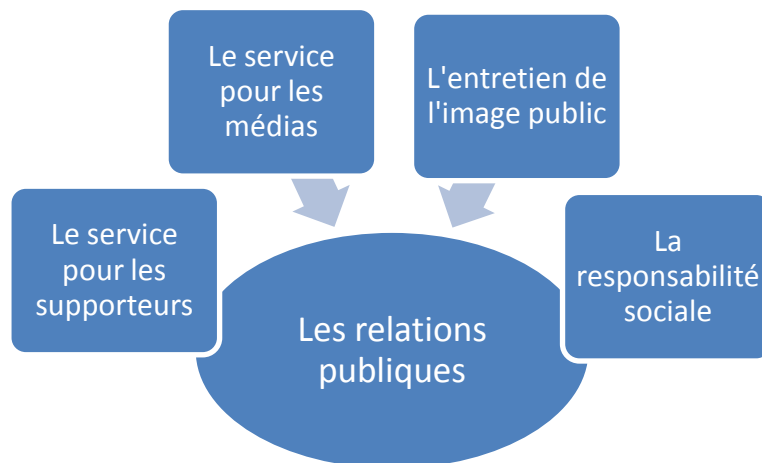 Le service
pour les
médias
L'entretien de
l'image public
Le service
pour les
supporteurs
La
responsabilité
sociale
Les relations
publiques